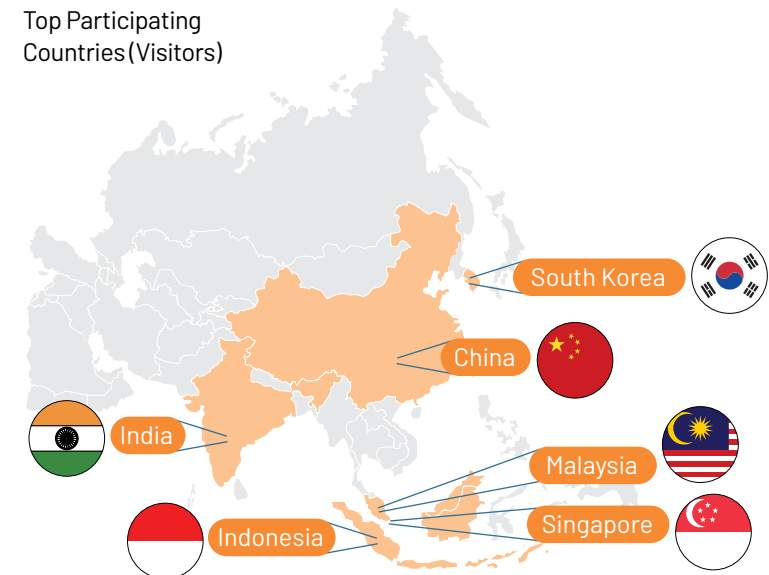 Top Participating
Countries (Visitors)
South Korea
China
India
Malaysia
Singapore
Indonesia